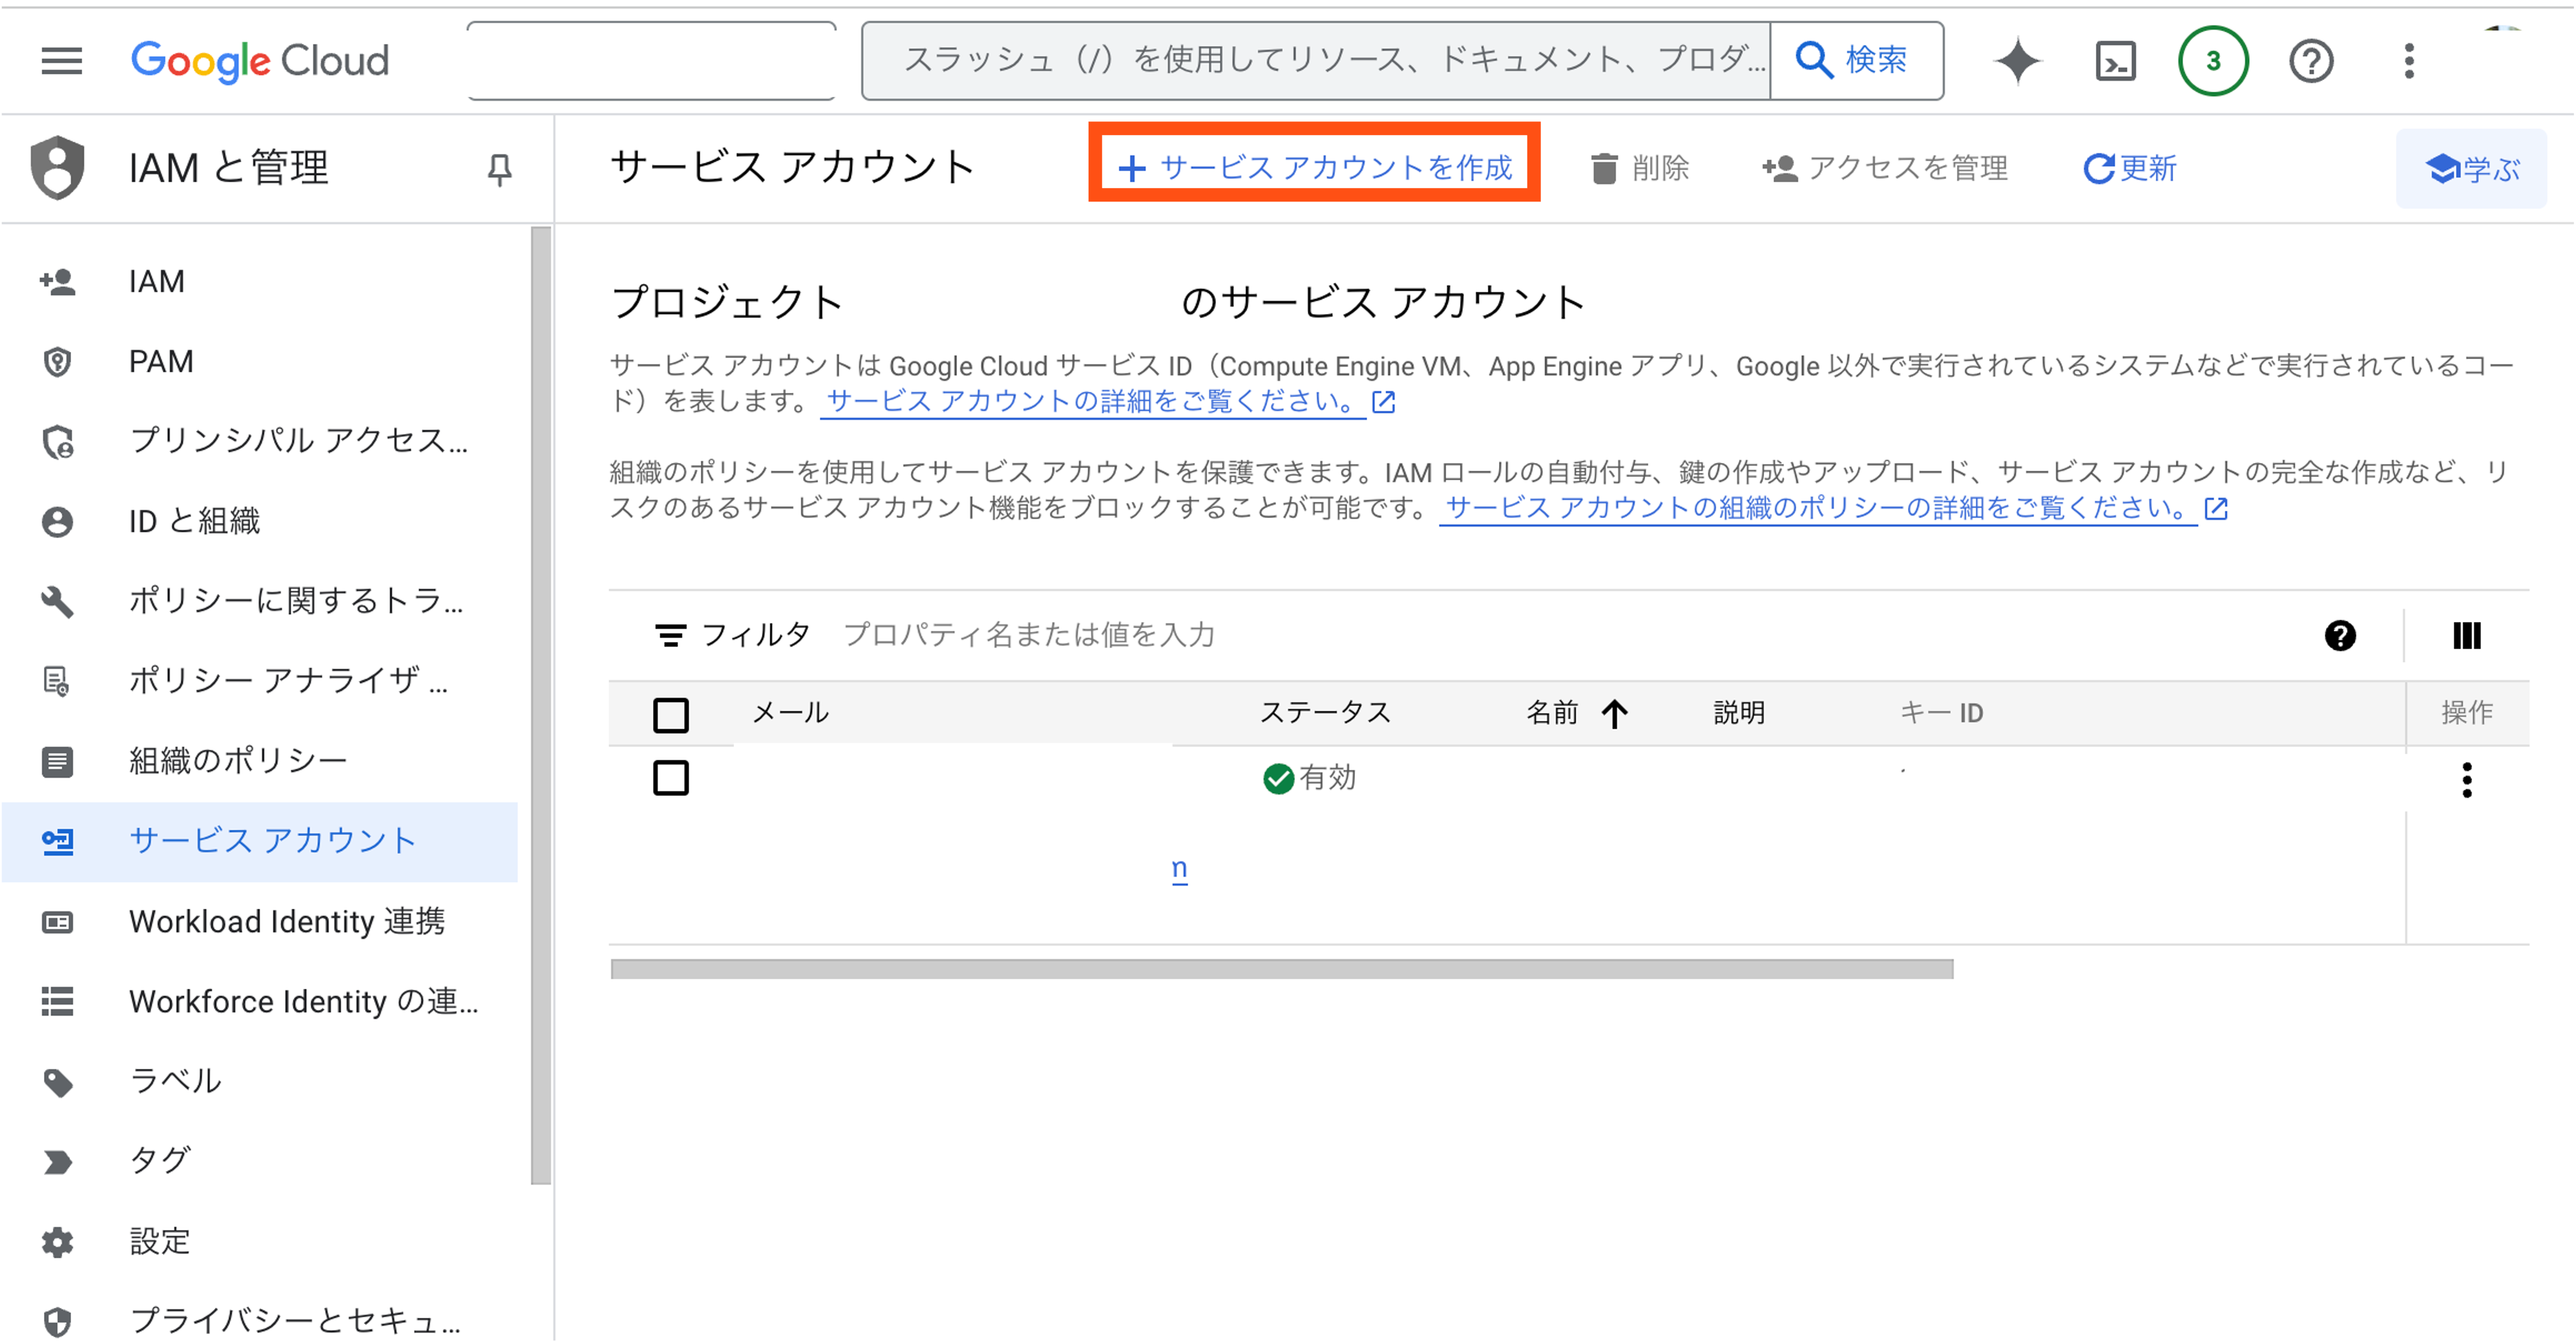 Google Cloud
スラッシュ（/）を使用してリソース、ドキュメント、プロダ...
検索
3
IAM と管理
サービス アカウント
サービス アカウントを作成
削除
アクセスを管理
更新
学ぶ
IAM
PAM
プリンシパル アクセス...
ID と組織
ポリシーに関するトラ...
ポリシー アナライザ ...
組織のポリシー
サービス アカウント
Workload Identity 連携
Workforce Identity の連...
ラベル
タグ
設定
プライバシーとセキュ...
プロジェクト のサービス アカウント
サービス アカウントは Google Cloud サービス ID（Compute Engine VM、App Engine アプリ、Google 以外で実行されているシステムなどで実行されているコー
ド）を表します。 サービス アカウントの詳細をご覧ください。
組織のポリシーを使用してサービス アカウントを保護できます。IAM ロールの自動付与、鍵の作成やアップロード、サービス アカウントの完全な作成など、リ
スクのあるサービス アカウント機能をブロックすることが可能です。 サービス アカウントの組織のポリシーの詳細をご覧ください。
フィルタ プロパティ名または値を入力
メール ステータス 名前 説明 キー ID 操作
有効
n